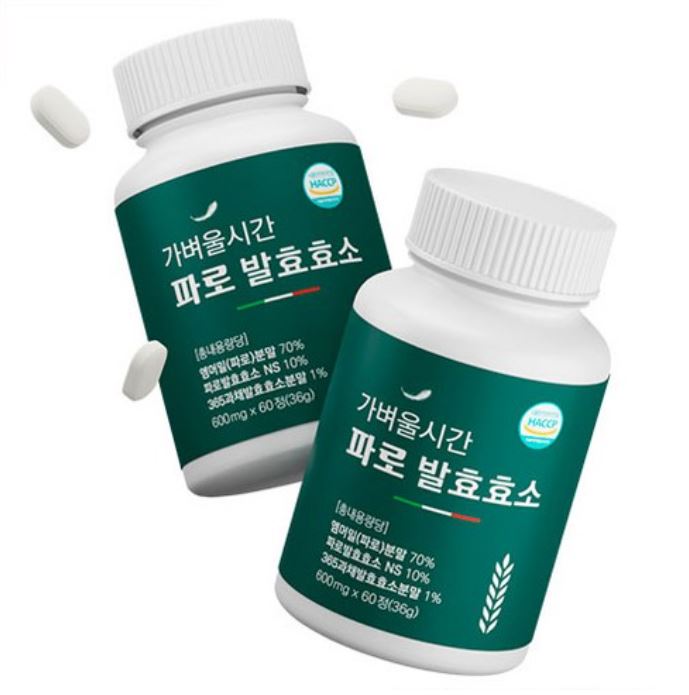 가벼울시간
파로 발효효소
[총내용량당]
엠머밀(파로)분말 70%
파로발효효소 NS 10%
365과채발효효소분말 1%
600mg x 60정(36g)
HACCP
가벼울시간
파로 발효효소
[총내용량당]
엠머밀(파로)분말 70%
파로발효효소 NS 10%
365과채발효효소분말 1%
600mg x 60정(36g)
HACCP